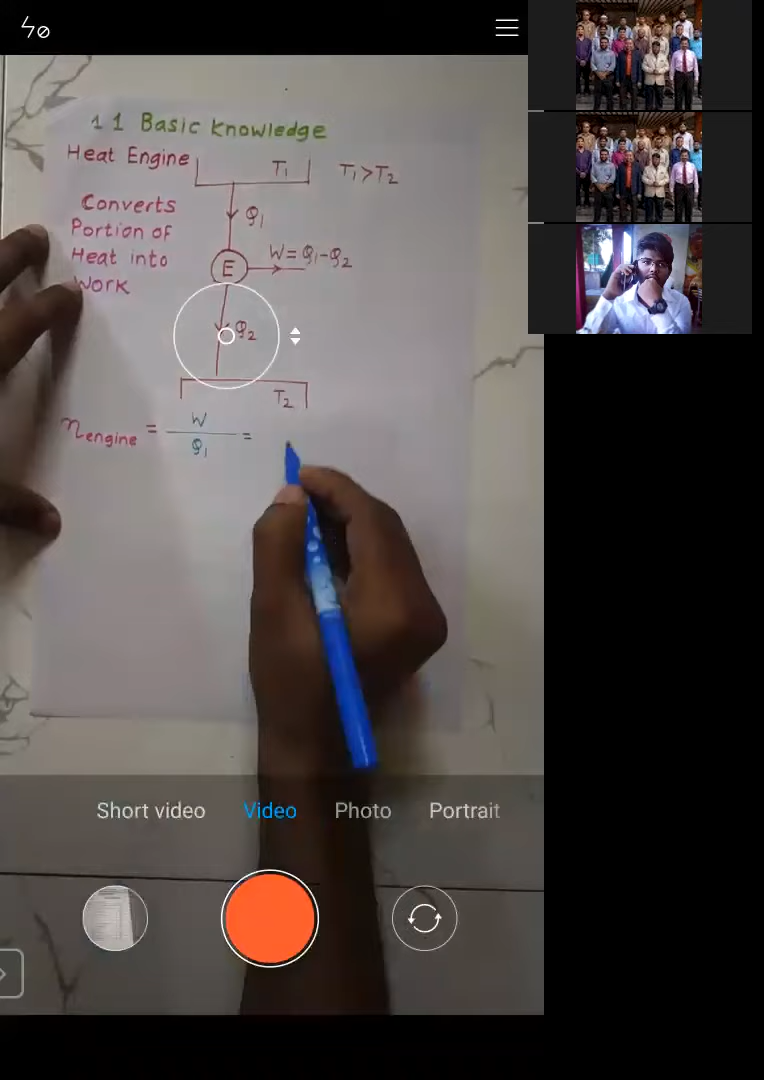 1 1 Basic Knowledge
Heat Engine
T1
T1>T2
Converts
Portion of
Heat into
Work
Q1
E
W = Q1-Q2
Q2
T2
ηengine = W/Q1 =
Short video Video Photo Portrait